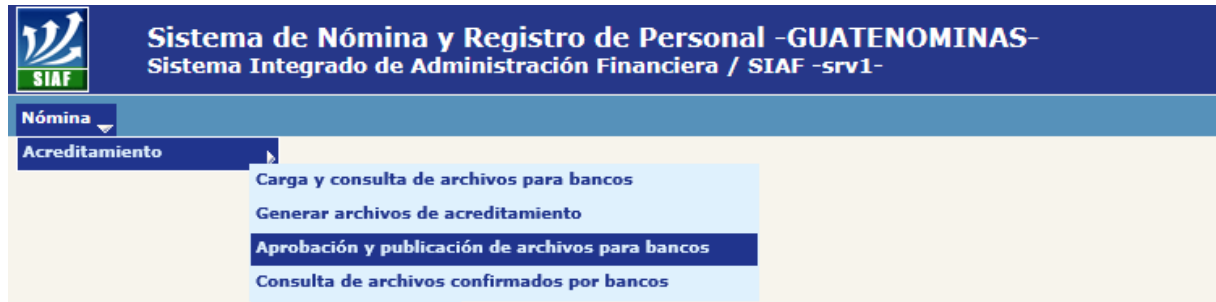 Sistema de Nómina y Registro de Personal -GUATENOMINAS-
Sistema Integrado de Administración Financiera / SIAF -srv1-
SIAF
Nómina
Acreditamiento
Carga y consulta de archivos para bancos
Generar archivos de acreditamiento
Aprobación y publicación de archivos para bancos
Consulta de archivos confirmados por bancos